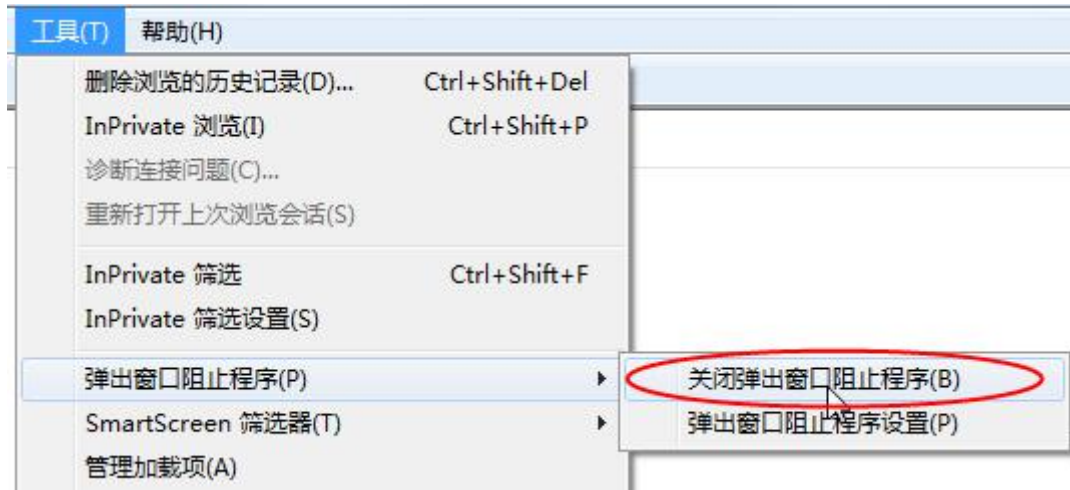 工具(T) 帮助(H)
删除浏览的历史记录(D)... Ctrl+Shift+Del
InPrivate 浏览(I) Ctrl+Shift+P
诊断连接问题(C)...
重新打开上次浏览会话(S)
InPrivate 筛选 Ctrl+Shift+F
InPrivate 筛选设置(S)
弹出窗口阻止程序(P) 关闭弹出窗口阻止程序(B)
SmartScreen 筛选器(T) 弹出窗口阻止程序设置(P)
管理加载项(A)